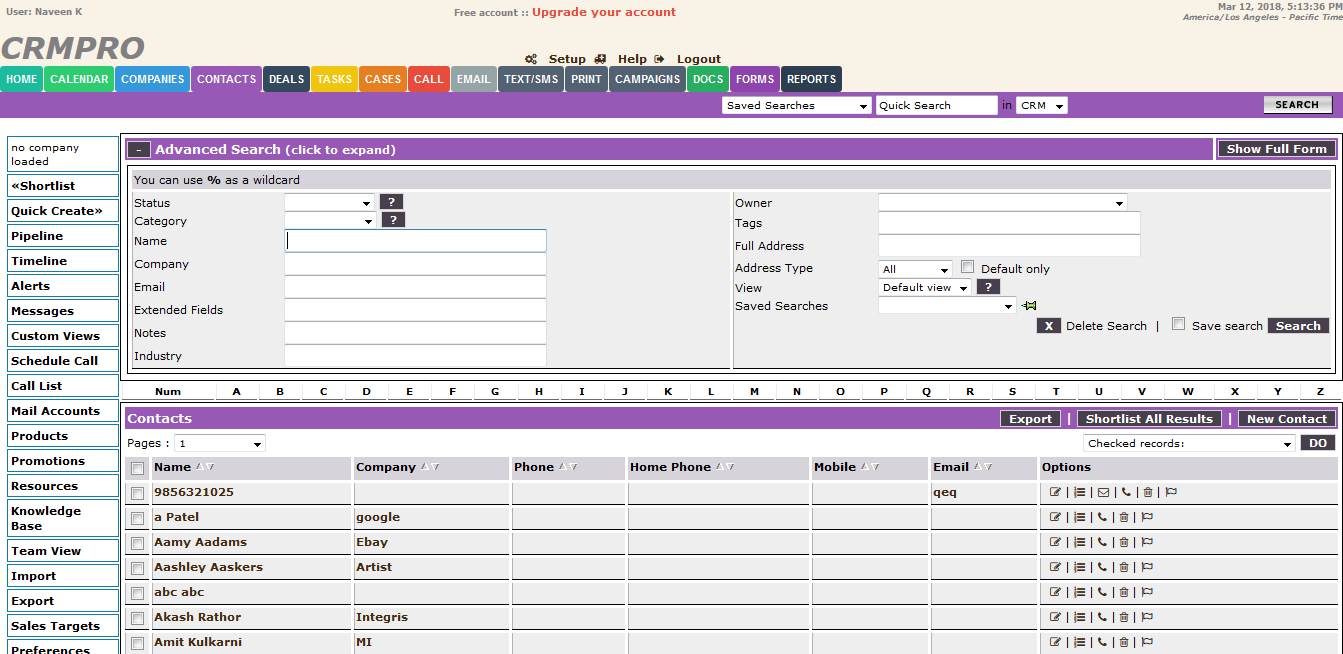 User: Naveen K
Free account :: Upgrade your account
Mar 12, 2018, 5:13:36 PM
America/Los Angeles - Pacific Time
CRMPRO
Setup Help Logout
HOME CALENDAR COMPANIES CONTACTS DEALS TASKS CASES CALL EMAIL TEXT/SMS PRINT CAMPAIGNS DOCS FORMS REPORTS
Saved Searches Quick Search in CRM SEARCH
no company
loaded
«Shortlist
Quick Create»
Pipeline
Timeline
Alerts
Messages
Custom Views
Schedule Call
Call List
Mail Accounts
Products
Promotions
Resources
Knowledge
Base
Team View
Import
Export
Sales Targets
Preferences
- Advanced Search (click to expand) Show Full Form
You can use % as a wildcard
Status ?
Category ?
Name
Company
Email
Extended Fields
Notes
Industry
Owner
Tags
Full Address
Address Type All Default only
View Default view ?
Saved Searches
X Delete Search | Save search Search
Num A B C D E F G H I J K L M N O P Q R S T U V W X Y Z
Contacts Export | Shortlist All Results | New Contact
Pages : 1 Checked records: DO
Name Company Phone Home Phone Mobile Email Options
9856321025 qeq | | | | |
a Patel google | | | |
Aamy Aadams Ebay | | | |
Aashley Aaskers Artist | | | |
abc abc | | | |
Akash Rathor Integris | | | |
Amit Kulkarni MI | | | |